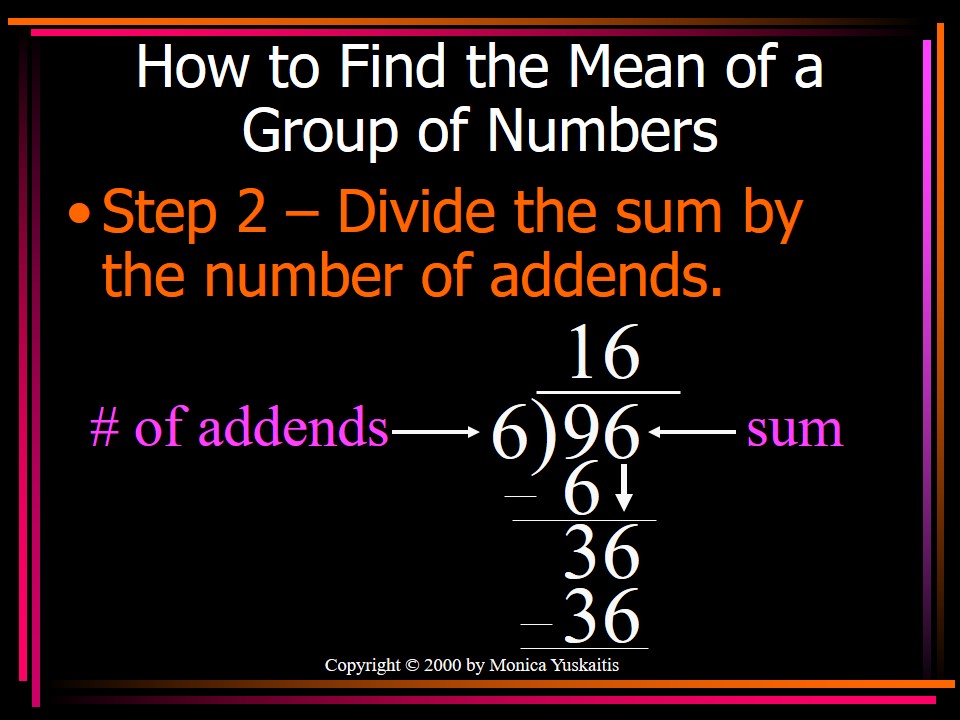 How to Find the Mean of a
Group of Numbers
• Step 2 – Divide the sum by
the number of addends.
16
# of addends 6)96 sum
– 6
36
– 36
Copyright © 2000 by Monica Yuskaitis